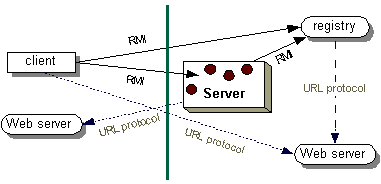 registry
RMI
client
RMI
RMI
Server
URL protocol
Web server
URL protocol
URL protocol
Web server